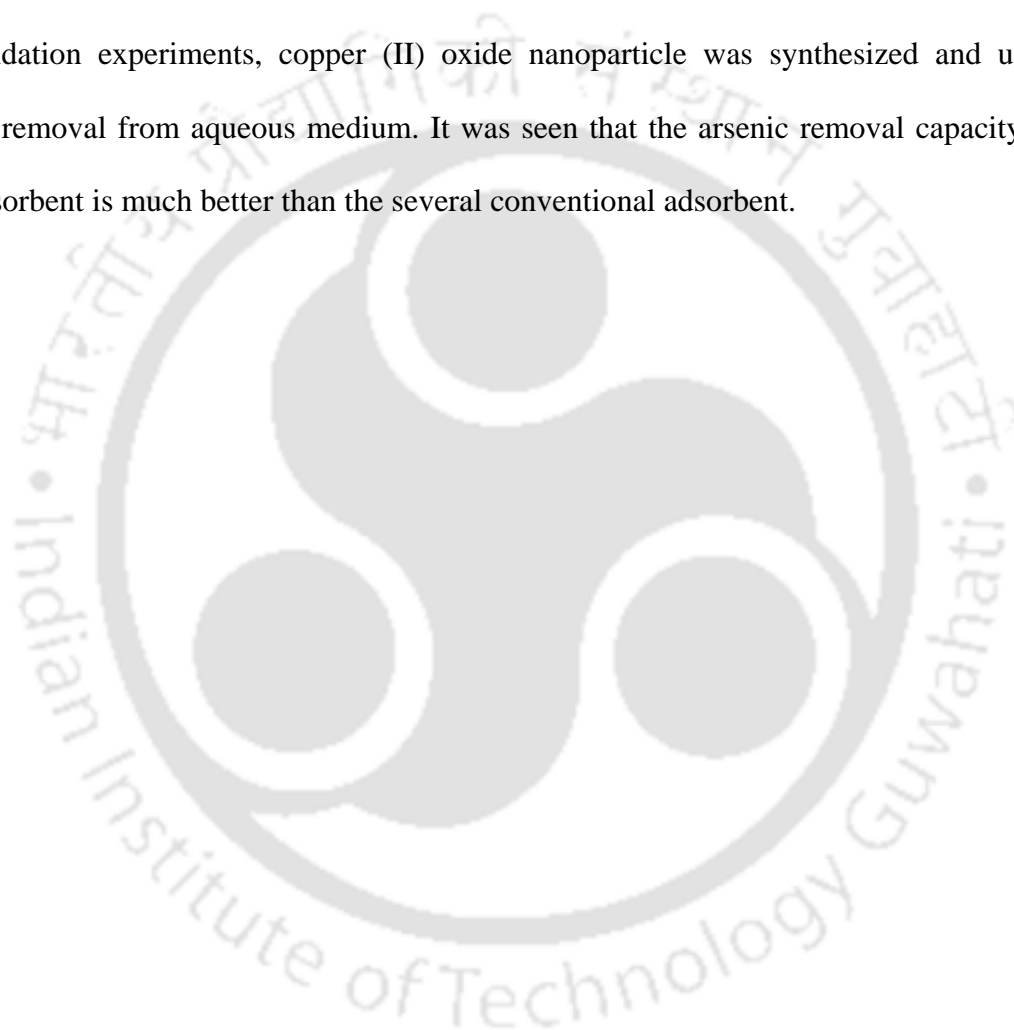 dation experiments, copper (II) oxide nanoparticle was synthesized and u
removal from aqueous medium. It was seen that the arsenic removal capacity
sorbent is much better than the several conventional adsorbent.
भारतीय प्रौद्योगिकी संस्थान गुवाहाटी
Indian Institute of Technology Guwahati